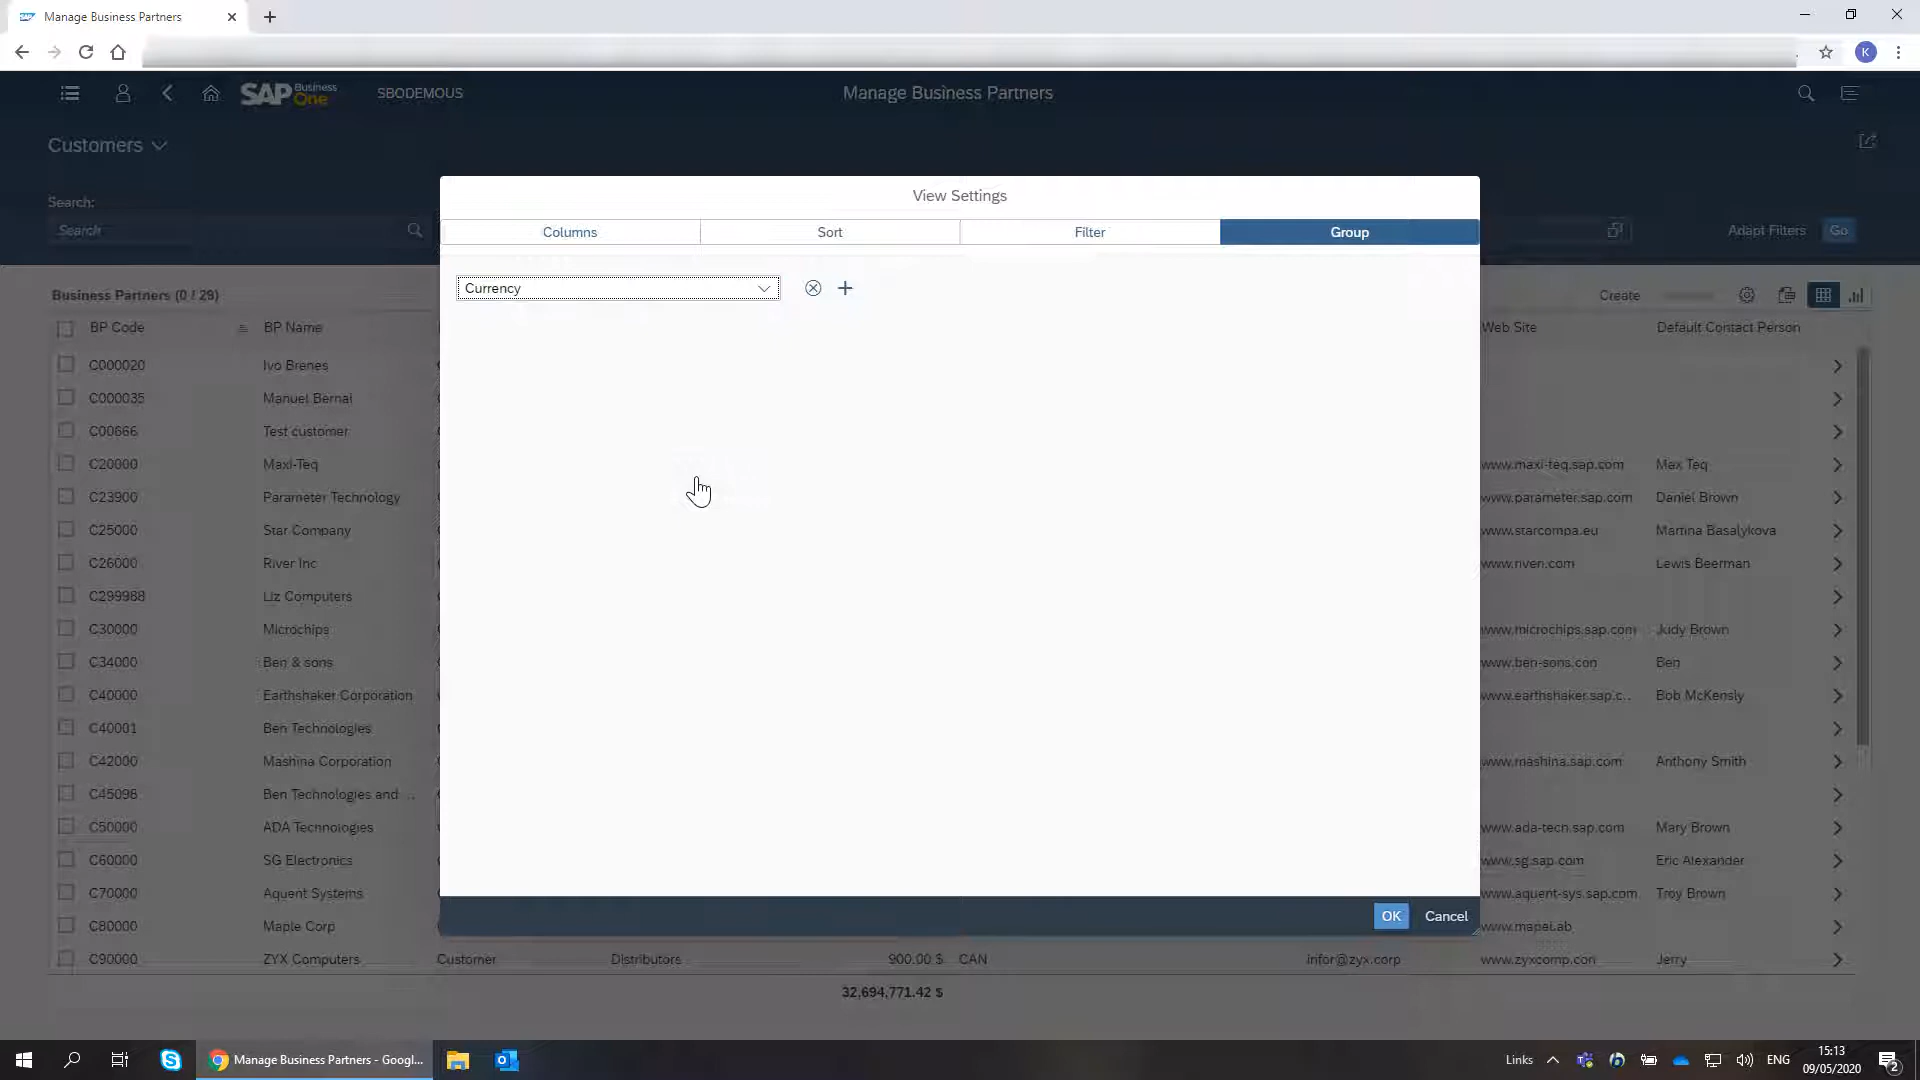 Manage Business Partners
K
SAP Business One
SBODEMOUS
Manage Business Partners
Customers
Search:
Search
Adapt Filters
Go
View Settings
Columns
Sort
Filter
Group
Currency
Business Partners (0 / 29)
Create
BP Code
BP Name
Web Site
Default Contact Person
C000020 Ivo Brenes
C000035 Manuel Bernal
C00666 Test customer
C20000 Maxi-Teq www.maxi-teq.sap.com Max Teq
C23900 Parameter Technology www.parameter.sap.com Daniel Brown
C25000 Star Company www.starcompa.eu Martina Basalykova
C26000 River Inc www.riven.com Lewis Beerman
C299988 Liz Computers
C30000 Microchips www.microchips.sap.com Judy Brown
C34000 Ben & sons www.ben-sons.con Ben
C40000 Earthshaker Corporation www.earthshaker.sap.c... Bob McKensly
C40001 Ben Technologies
C42000 Mashina Corporation www.mashina.sap.com Anthony Smith
C45098 Ben Technologies and ...
C50000 ADA Technologies www.ada-tech.sap.com Mary Brown
C60000 SG Electronics www.sg.sap.com Eric Alexander
C70000 Aquent Systems www.aquent-sys.sap.com Troy Brown
C80000 Maple Corp www.mapel.ab
OK
Cancel
C90000 ZYX Computers Customer Distributors 900.00 $ CAN infor@zyx.corp www.zyxcomp.con Jerry
32,694,771.42 $
Manage Business Partners - Googl...
Links
ENG
15:13
09/05/2020
2